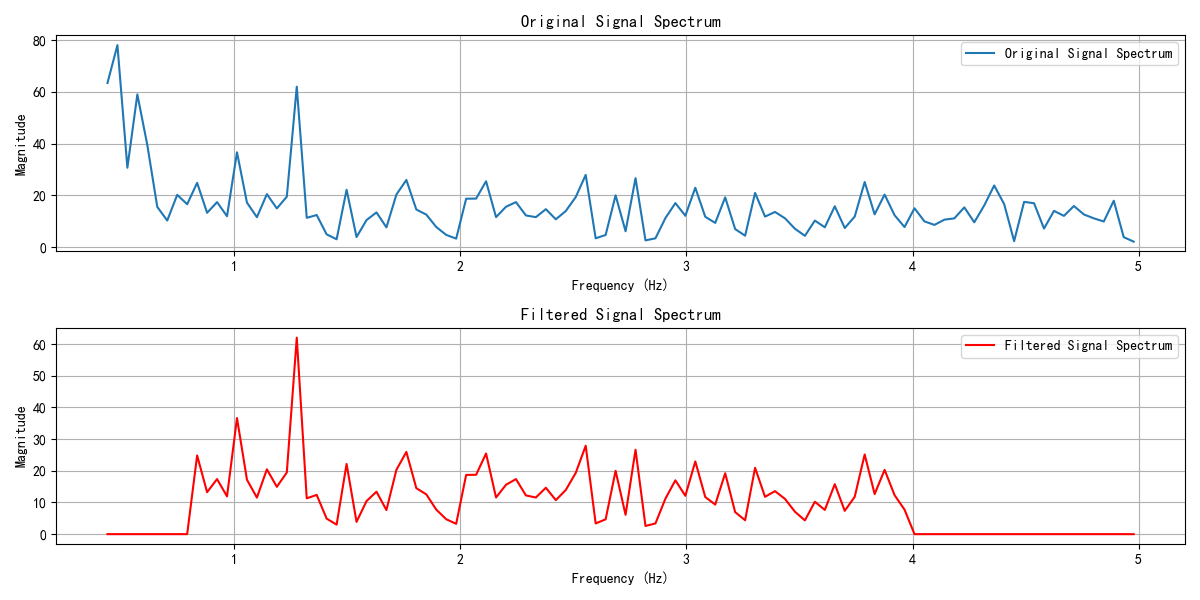 Original Signal Spectrum
80
60
40
20
0
Magnitude
Original Signal Spectrum
1 2 3 4 5
Frequency (Hz)
Filtered Signal Spectrum
60
50
40
30
20
10
0
Magnitude
Filtered Signal Spectrum
1 2 3 4 5
Frequency (Hz)